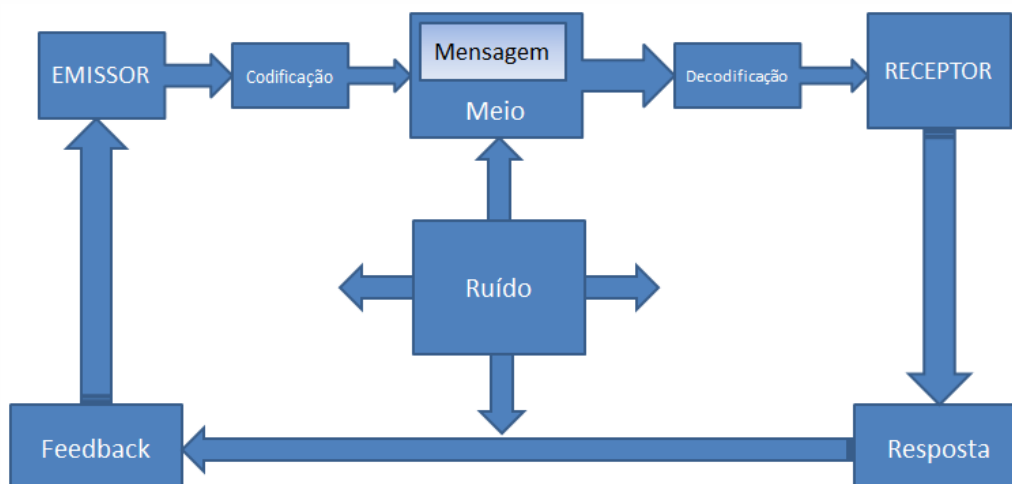 EMISSOR
Codificação
Mensagem
Meio
Decodificação
RECEPTOR
Ruído
Feedback
Resposta